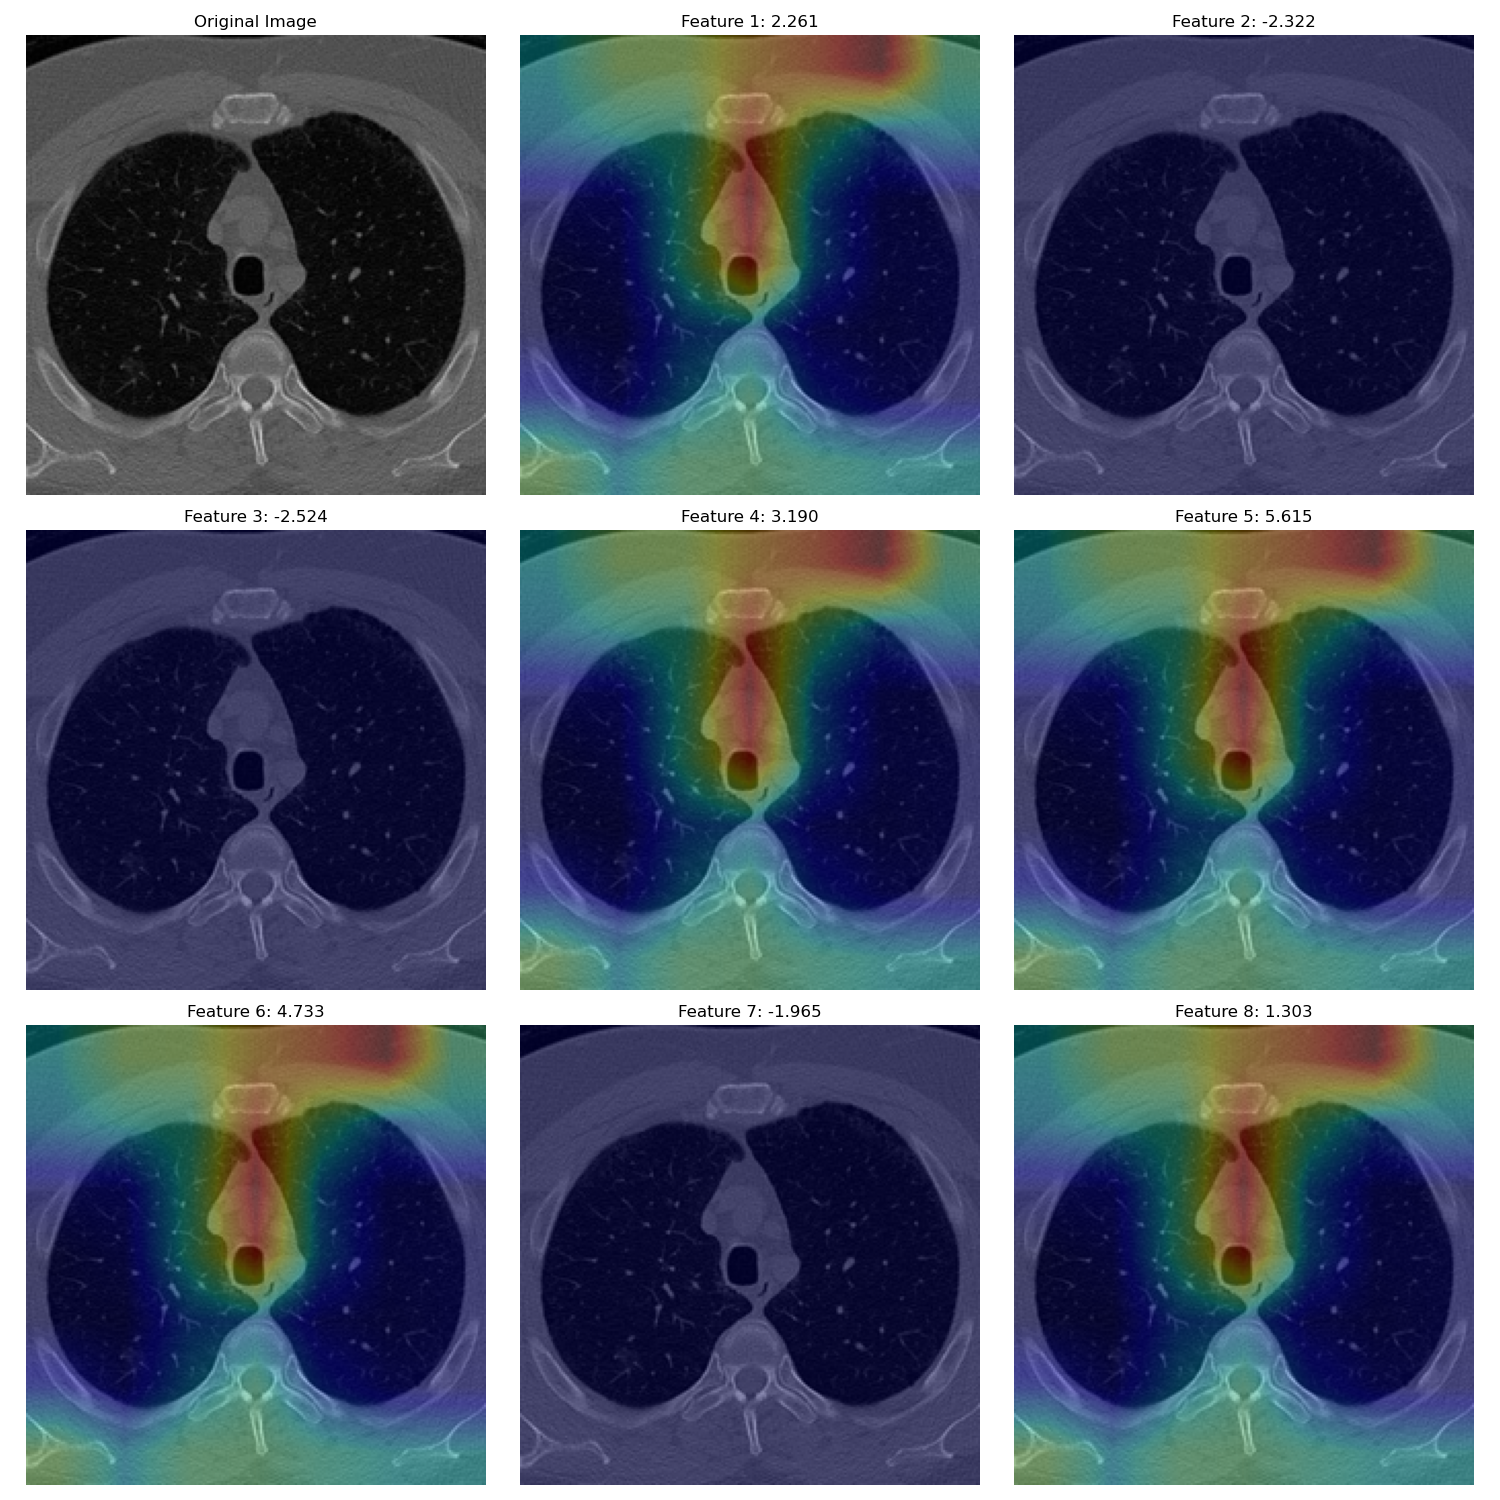 Original Image
Feature 1: 2.261
Feature 2: -2.322
Feature 3: -2.524
Feature 4: 3.190
Feature 5: 5.615
Feature 6: 4.733
Feature 7: -1.965
Feature 8: 1.303